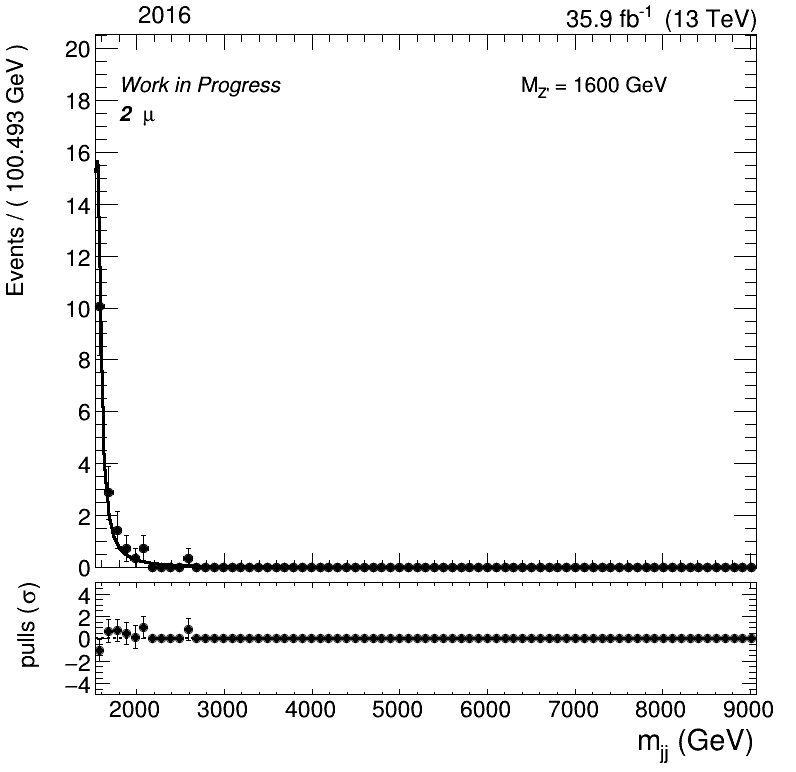 2016 35.9 fb⁻¹ (13 TeV)
Events / ( 100.493 GeV )
20
18
16
14
12
10
8
6
4
2
0
Work in Progress
2 μ
M_Z' = 1600 GeV
pulls (σ)
4
2
0
−2
−4
2000 3000 4000 5000 6000 7000 8000 9000
m_jj (GeV)